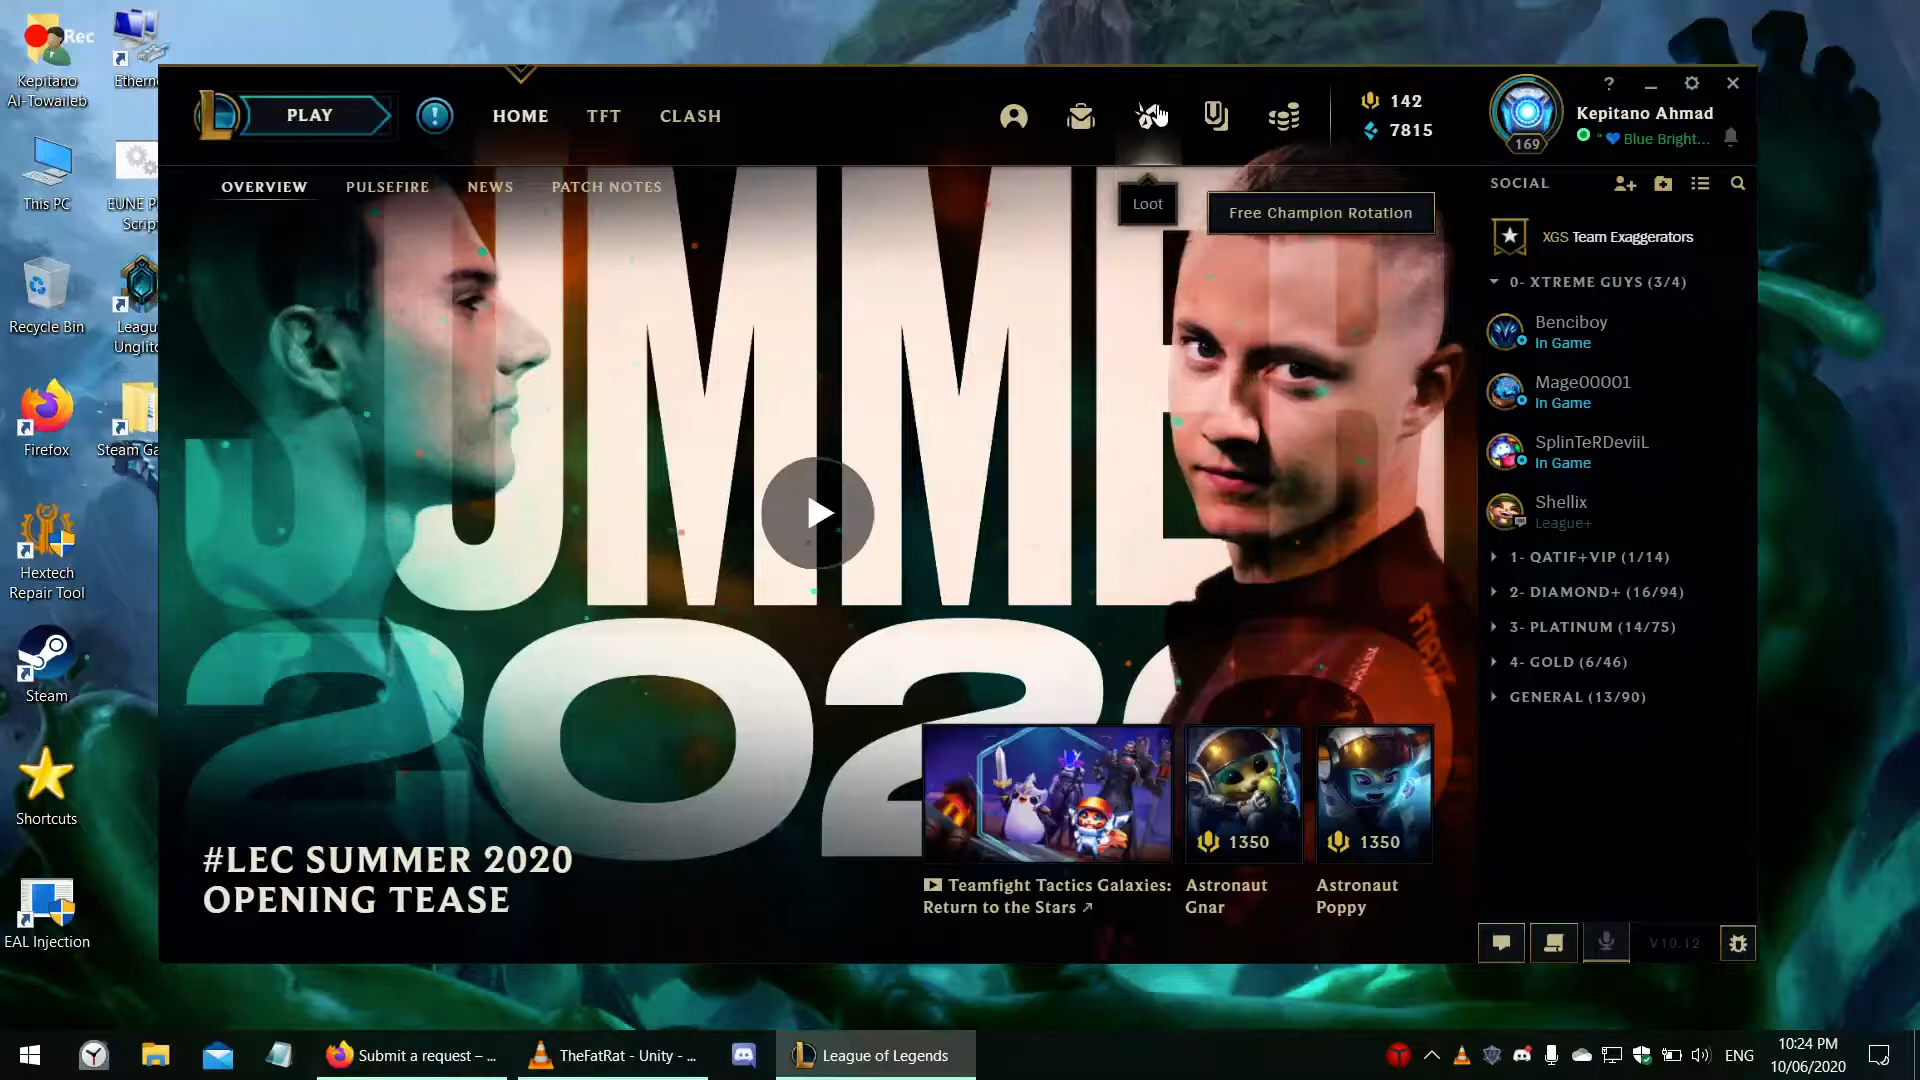 Rec
Kepitano
Al-Towaileb
Ethern
This PC
EUNE P
Scrip
Recycle Bin
Leagu
Unglit
Firefox
Steam Ga
Hextech
Repair Tool
Steam
Shortcuts
EAL Injection
PLAY
HOME
TFT
CLASH
142
7815
169
Kepitano Ahmad
Blue Bright...
OVERVIEW
PULSEFIRE
NEWS
PATCH NOTES
Loot
Free Champion Rotation
SOCIAL
XGS Team Exaggerators
0- XTREME GUYS (3/4)
Benciboy
In Game
Mage00001
In Game
SplinTeRDeviiL
In Game
Shellix
League+
1- QATIF+VIP (1/14)
2- DIAMOND+ (16/94)
3- PLATINUM (14/75)
4- GOLD (6/46)
GENERAL (13/90)
SUMME
2020
FNATIC
#LEC SUMMER 2020
OPENING TEASE
Teamfight Tactics Galaxies:
Return to the Stars
1350
Astronaut
Gnar
1350
Astronaut
Poppy
V10.12
Submit a request – ...
TheFatRat - Unity - ...
League of Legends
ENG
10:24 PM
10/06/2020